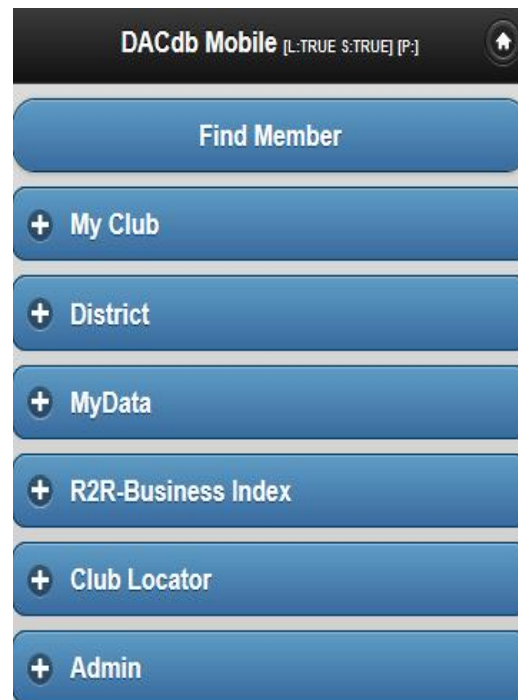 DACdb Mobile [L:TRUE S:TRUE] [P:]
Find Member
My Club
District
MyData
R2R-Business Index
Club Locator
Admin